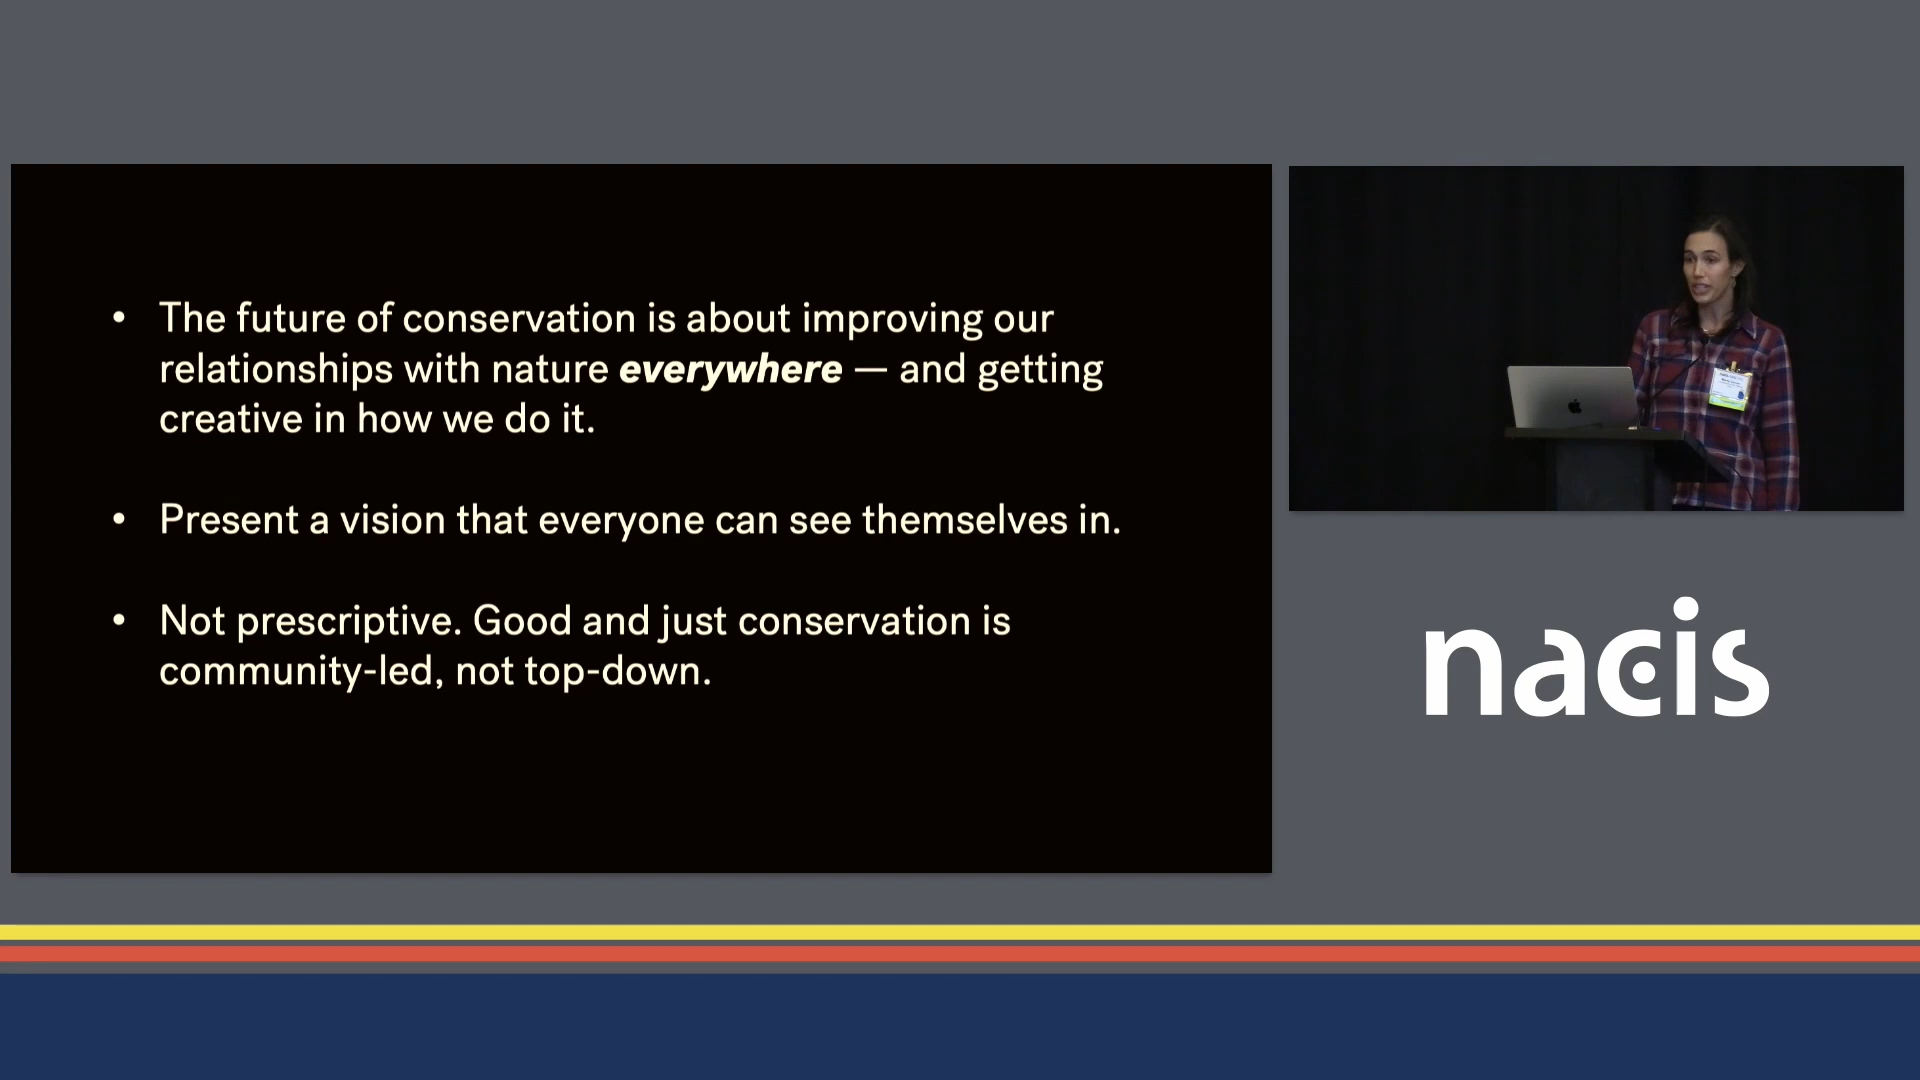 • The future of conservation is about improving our
relationships with nature everywhere — and getting
creative in how we do it.
• Present a vision that everyone can see themselves in.
• Not prescriptive. Good and just conservation is
community-led, not top-down.
nacis